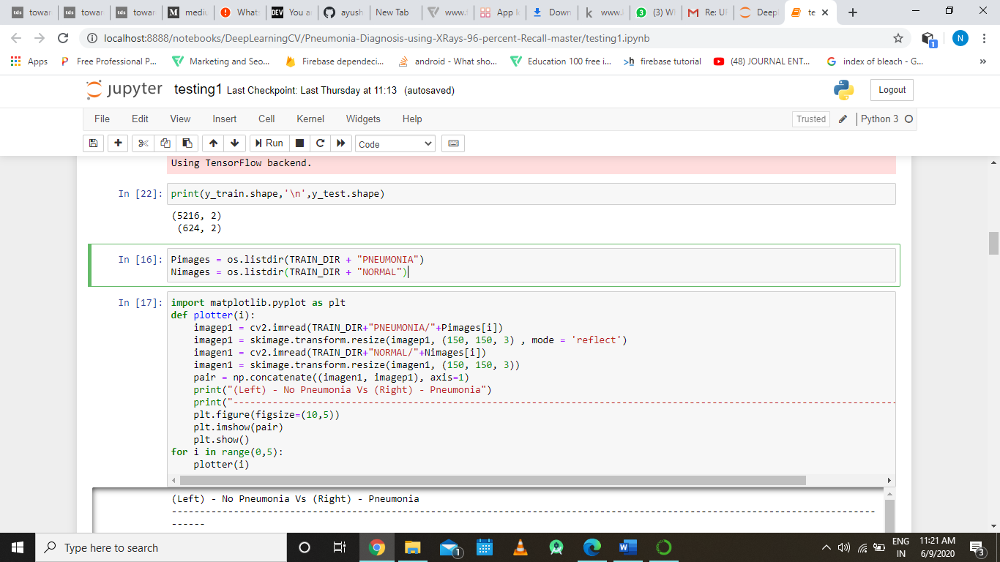 towar
towar
towar
mediu
What
You a
ayush
New Tab
www.
App I
Down
www.
(3) W
Re: U
Deep
te
localhost:8888/notebooks/DeepLearningCV/Pneumonia-Diagnosis-using-XRays-96-percent-Recall-master/testing1.ipynb
Apps Free Professional P... Marketing and Seo... Firebase dependeci... android - What sho... Education 100 free i... firebase tutorial (48) JOURNAL ENT... index of bleach - G... »
jupyter testing1 Last Checkpoint: Last Thursday at 11:13 (autosaved) Logout
File Edit View Insert Cell Kernel Widgets Help Trusted Python 3
Run Code
Using TensorFlow backend.
In [22]: print(y_train.shape,'\n',y_test.shape)
(5216, 2)
(624, 2)
In [16]: Pimages = os.listdir(TRAIN_DIR + "PNEUMONIA")
Nimages = os.listdir(TRAIN_DIR + "NORMAL")
In [17]: import matplotlib.pyplot as plt
def plotter(i):
    imagep1 = cv2.imread(TRAIN_DIR+"PNEUMONIA/"+Pimages[i])
    imagep1 = skimage.transform.resize(imagep1, (150, 150, 3) , mode = 'reflect')
    imagen1 = cv2.imread(TRAIN_DIR+"NORMAL/"+Nimages[i])
    imagen1 = skimage.transform.resize(imagen1, (150, 150, 3))
    pair = np.concatenate((imagen1, imagep1), axis=1)
    print("(Left) - No Pneumonia Vs (Right) - Pneumonia")
    print("---------------------------------------------------------------------------------------------------------------------
    plt.figure(figsize=(10,5))
    plt.imshow(pair)
    plt.show()
for i in range(0,5):
    plotter(i)
(Left) - No Pneumonia Vs (Right) - Pneumonia
-----------------------------------------------------------------------------------------------------------------------------
------
Type here to search
ENG
IN
11:21 AM
6/9/2020